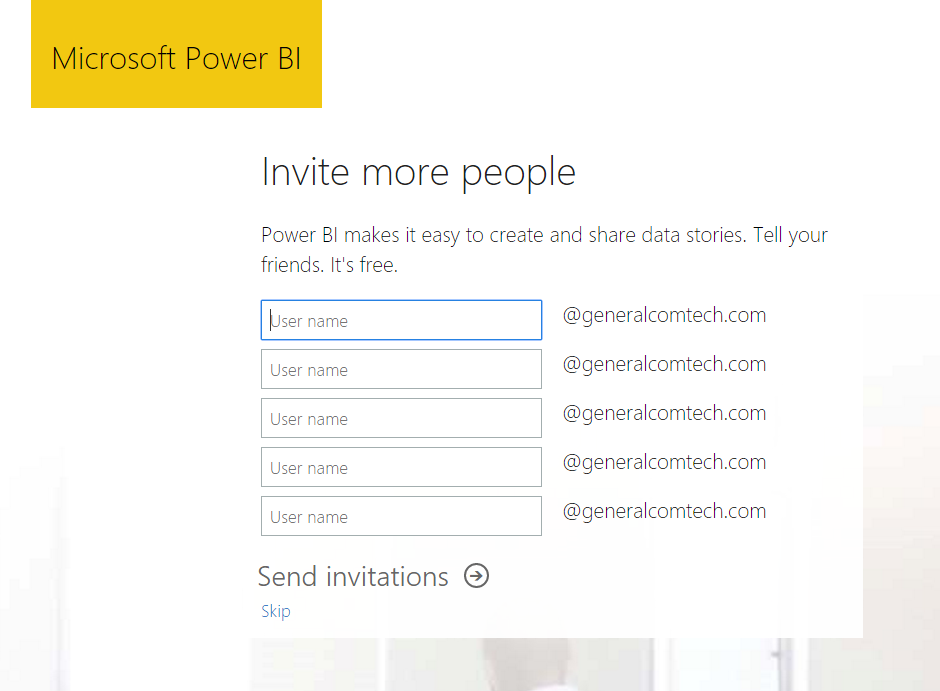 Microsoft Power BI
Invite more people
Power BI makes it easy to create and share data stories. Tell your
friends. It's free.
User name @generalcomtech.com
User name @generalcomtech.com
User name @generalcomtech.com
User name @generalcomtech.com
User name @generalcomtech.com
Send invitations
Skip